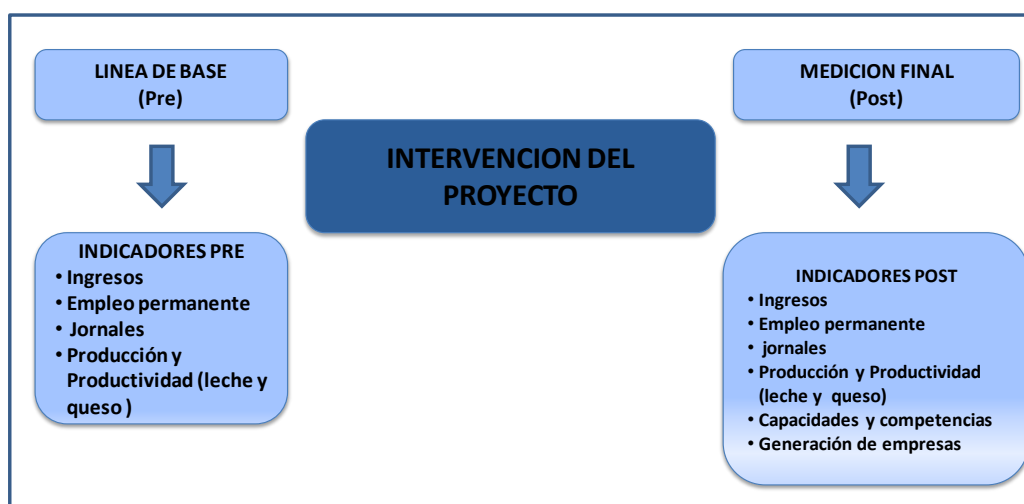 LINEA DE BASE
(Pre)
INDICADORES PRE
• Ingresos
• Empleo permanente
• Jornales
• Producción y
Productividad (leche y
queso )
INTERVENCION DEL
PROYECTO
MEDICION FINAL
(Post)
INDICADORES POST
• Ingresos
• Empleo permanente
• jornales
• Producción y Productividad
(leche y queso)
• Capacidades y competencias
• Generación de empresas